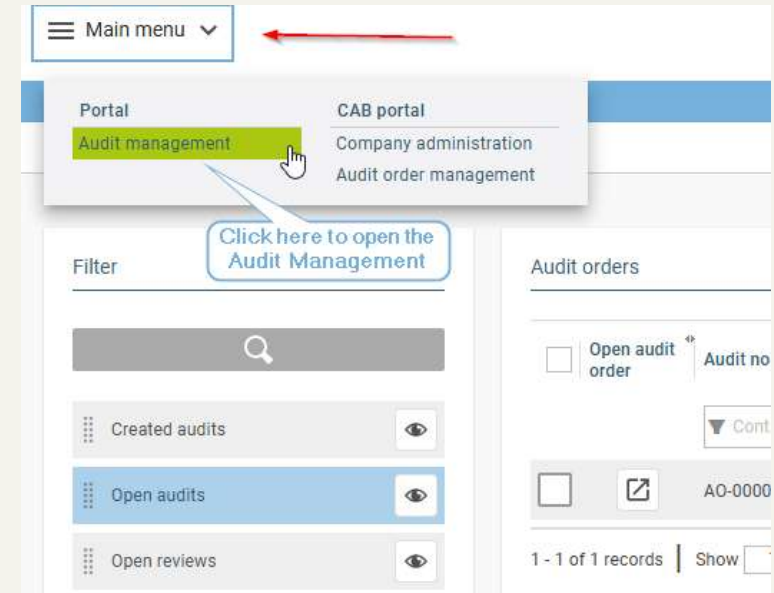 Main menu
Portal
CAB portal
Audit management
Company administration
Audit order management
Click here to open the
Audit Management
Filter
Audit orders
Open audit
order
Audit no
Cont
Created audits
Open audits
AO-0000
Open reviews
1 - 1 of 1 records
Show